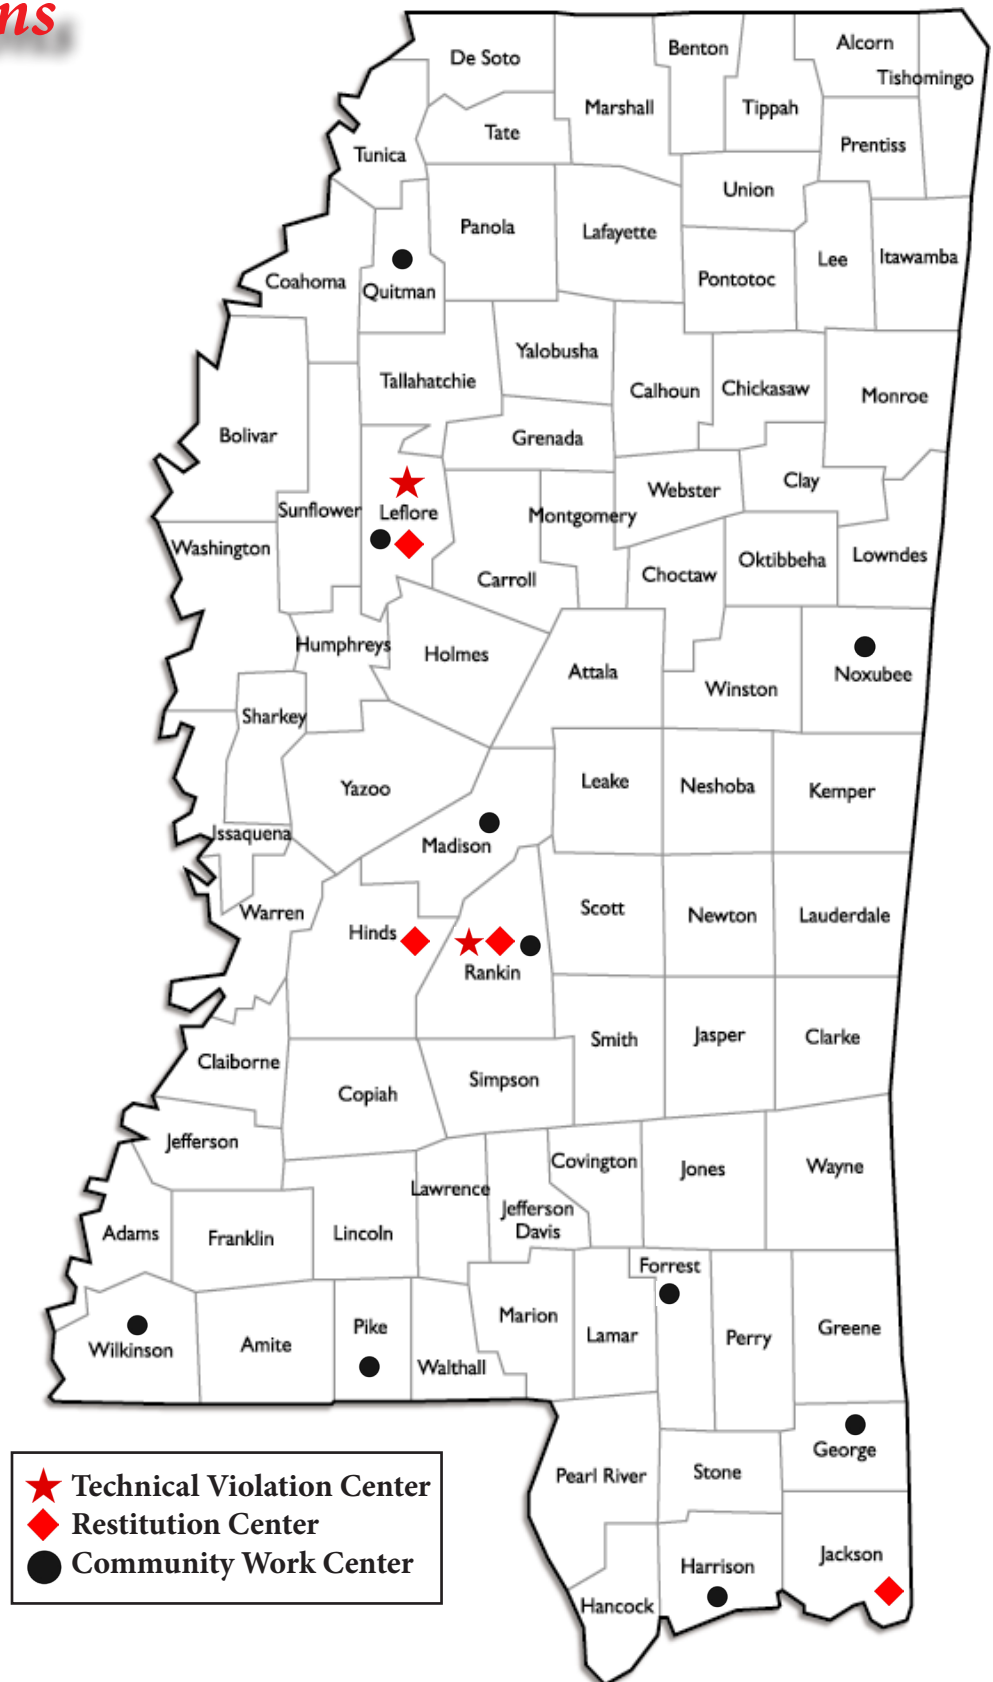 ns
De Soto
Benton
Alcorn
Tishomingo
Marshall
Tippah
Tate
Prentiss
Tunica
Union
Panola
Lafayette
Lee
Itawamba
Coahoma
Quitman
Pontotoc
Yalobusha
Tallahatchie
Calhoun
Chickasaw
Monroe
Bolivar
Grenada
Clay
Webster
Sunflower
Leflore
Montgomery
Washington
Carroll
Choctaw
Oktibbeha
Lowndes
Humphreys
Holmes
Attala
Winston
Noxubee
Sharkey
Yazoo
Leake
Neshoba
Kemper
Issaquena
Madison
Warren
Hinds
Rankin
Scott
Newton
Lauderdale
Claiborne
Copiah
Simpson
Smith
Jasper
Clarke
Jefferson
Lawrence
Covington
Jones
Wayne
Adams
Franklin
Lincoln
Jefferson
Davis
Forrest
Wilkinson
Amite
Pike
Walthall
Marion
Lamar
Perry
Greene
George
Pearl River
Stone
Jackson
Harrison
Hancock
Technical Violation Center
Restitution Center
Community Work Center